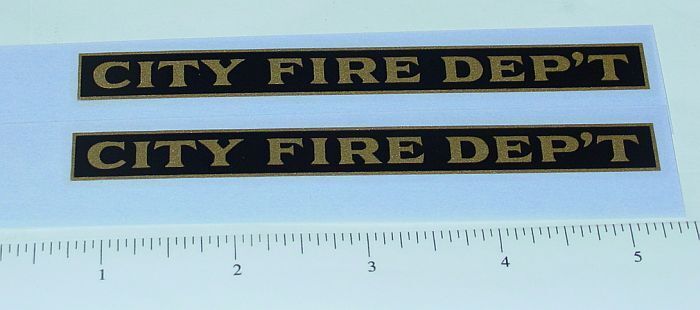 CITY FIRE DEP'T
CITY FIRE DEP'T
1 2 3 4 5